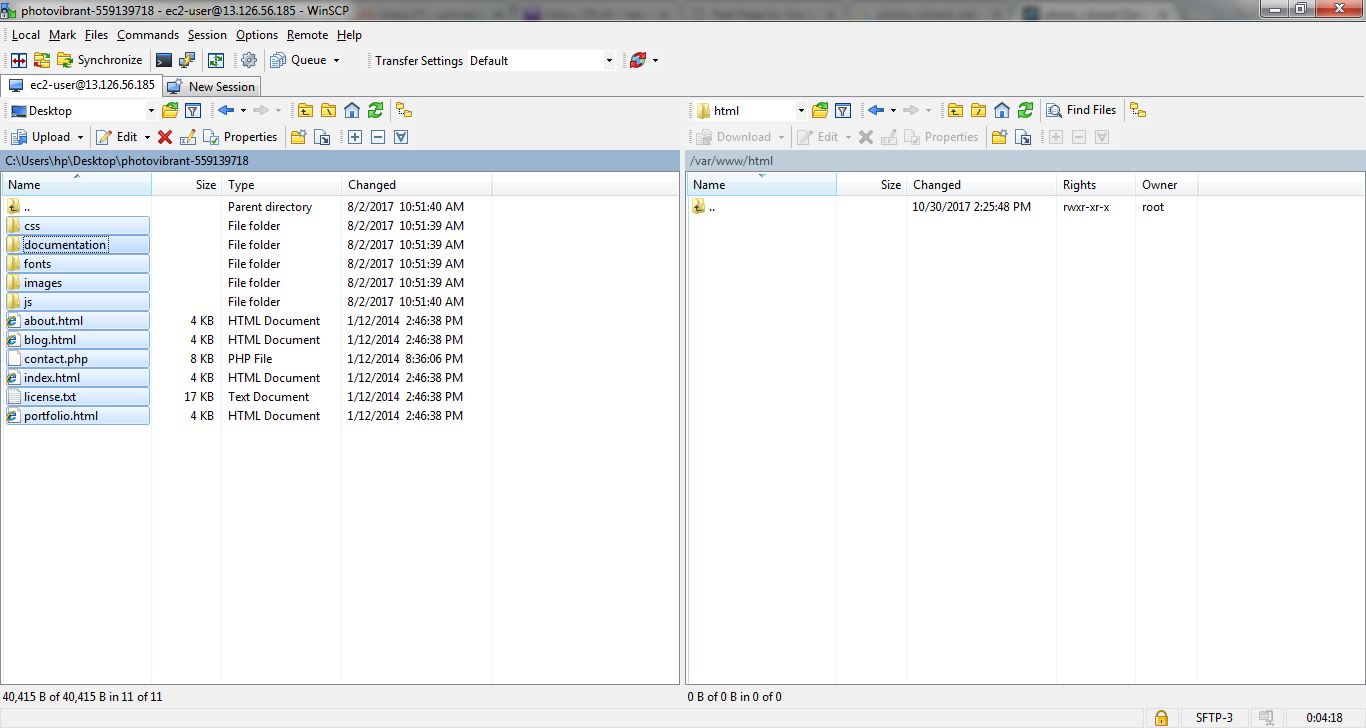 photovibrant-559139718 - ec2-user@13.126.56.185 - WinSCP
Local Mark Files Commands Session Options Remote Help
Synchronize Queue Transfer Settings Default
ec2-user@13.126.56.185 New Session
Desktop html Find Files
Upload Edit Properties Download Edit Properties
C:\Users\hp\Desktop\photovibrant-559139718 /var/www/html
Name Size Type Changed Name Size Changed Rights Owner
.. Parent directory 8/2/2017 10:51:40 AM .. 10/30/2017 2:25:48 PM rwxr-xr-x root
css File folder 8/2/2017 10:51:39 AM
documentation File folder 8/2/2017 10:51:39 AM
fonts File folder 8/2/2017 10:51:39 AM
images File folder 8/2/2017 10:51:39 AM
js File folder 8/2/2017 10:51:40 AM
about.html 4 KB HTML Document 1/12/2014 2:46:38 PM
blog.html 4 KB HTML Document 1/12/2014 2:46:38 PM
contact.php 8 KB PHP File 1/12/2014 8:36:06 PM
index.html 4 KB HTML Document 1/12/2014 2:46:38 PM
license.txt 17 KB Text Document 1/12/2014 2:46:38 PM
portfolio.html 4 KB HTML Document 1/12/2014 2:46:38 PM
40,415 B of 40,415 B in 11 of 11 0 B of 0 B in 0 of 0
SFTP-3 0:04:18